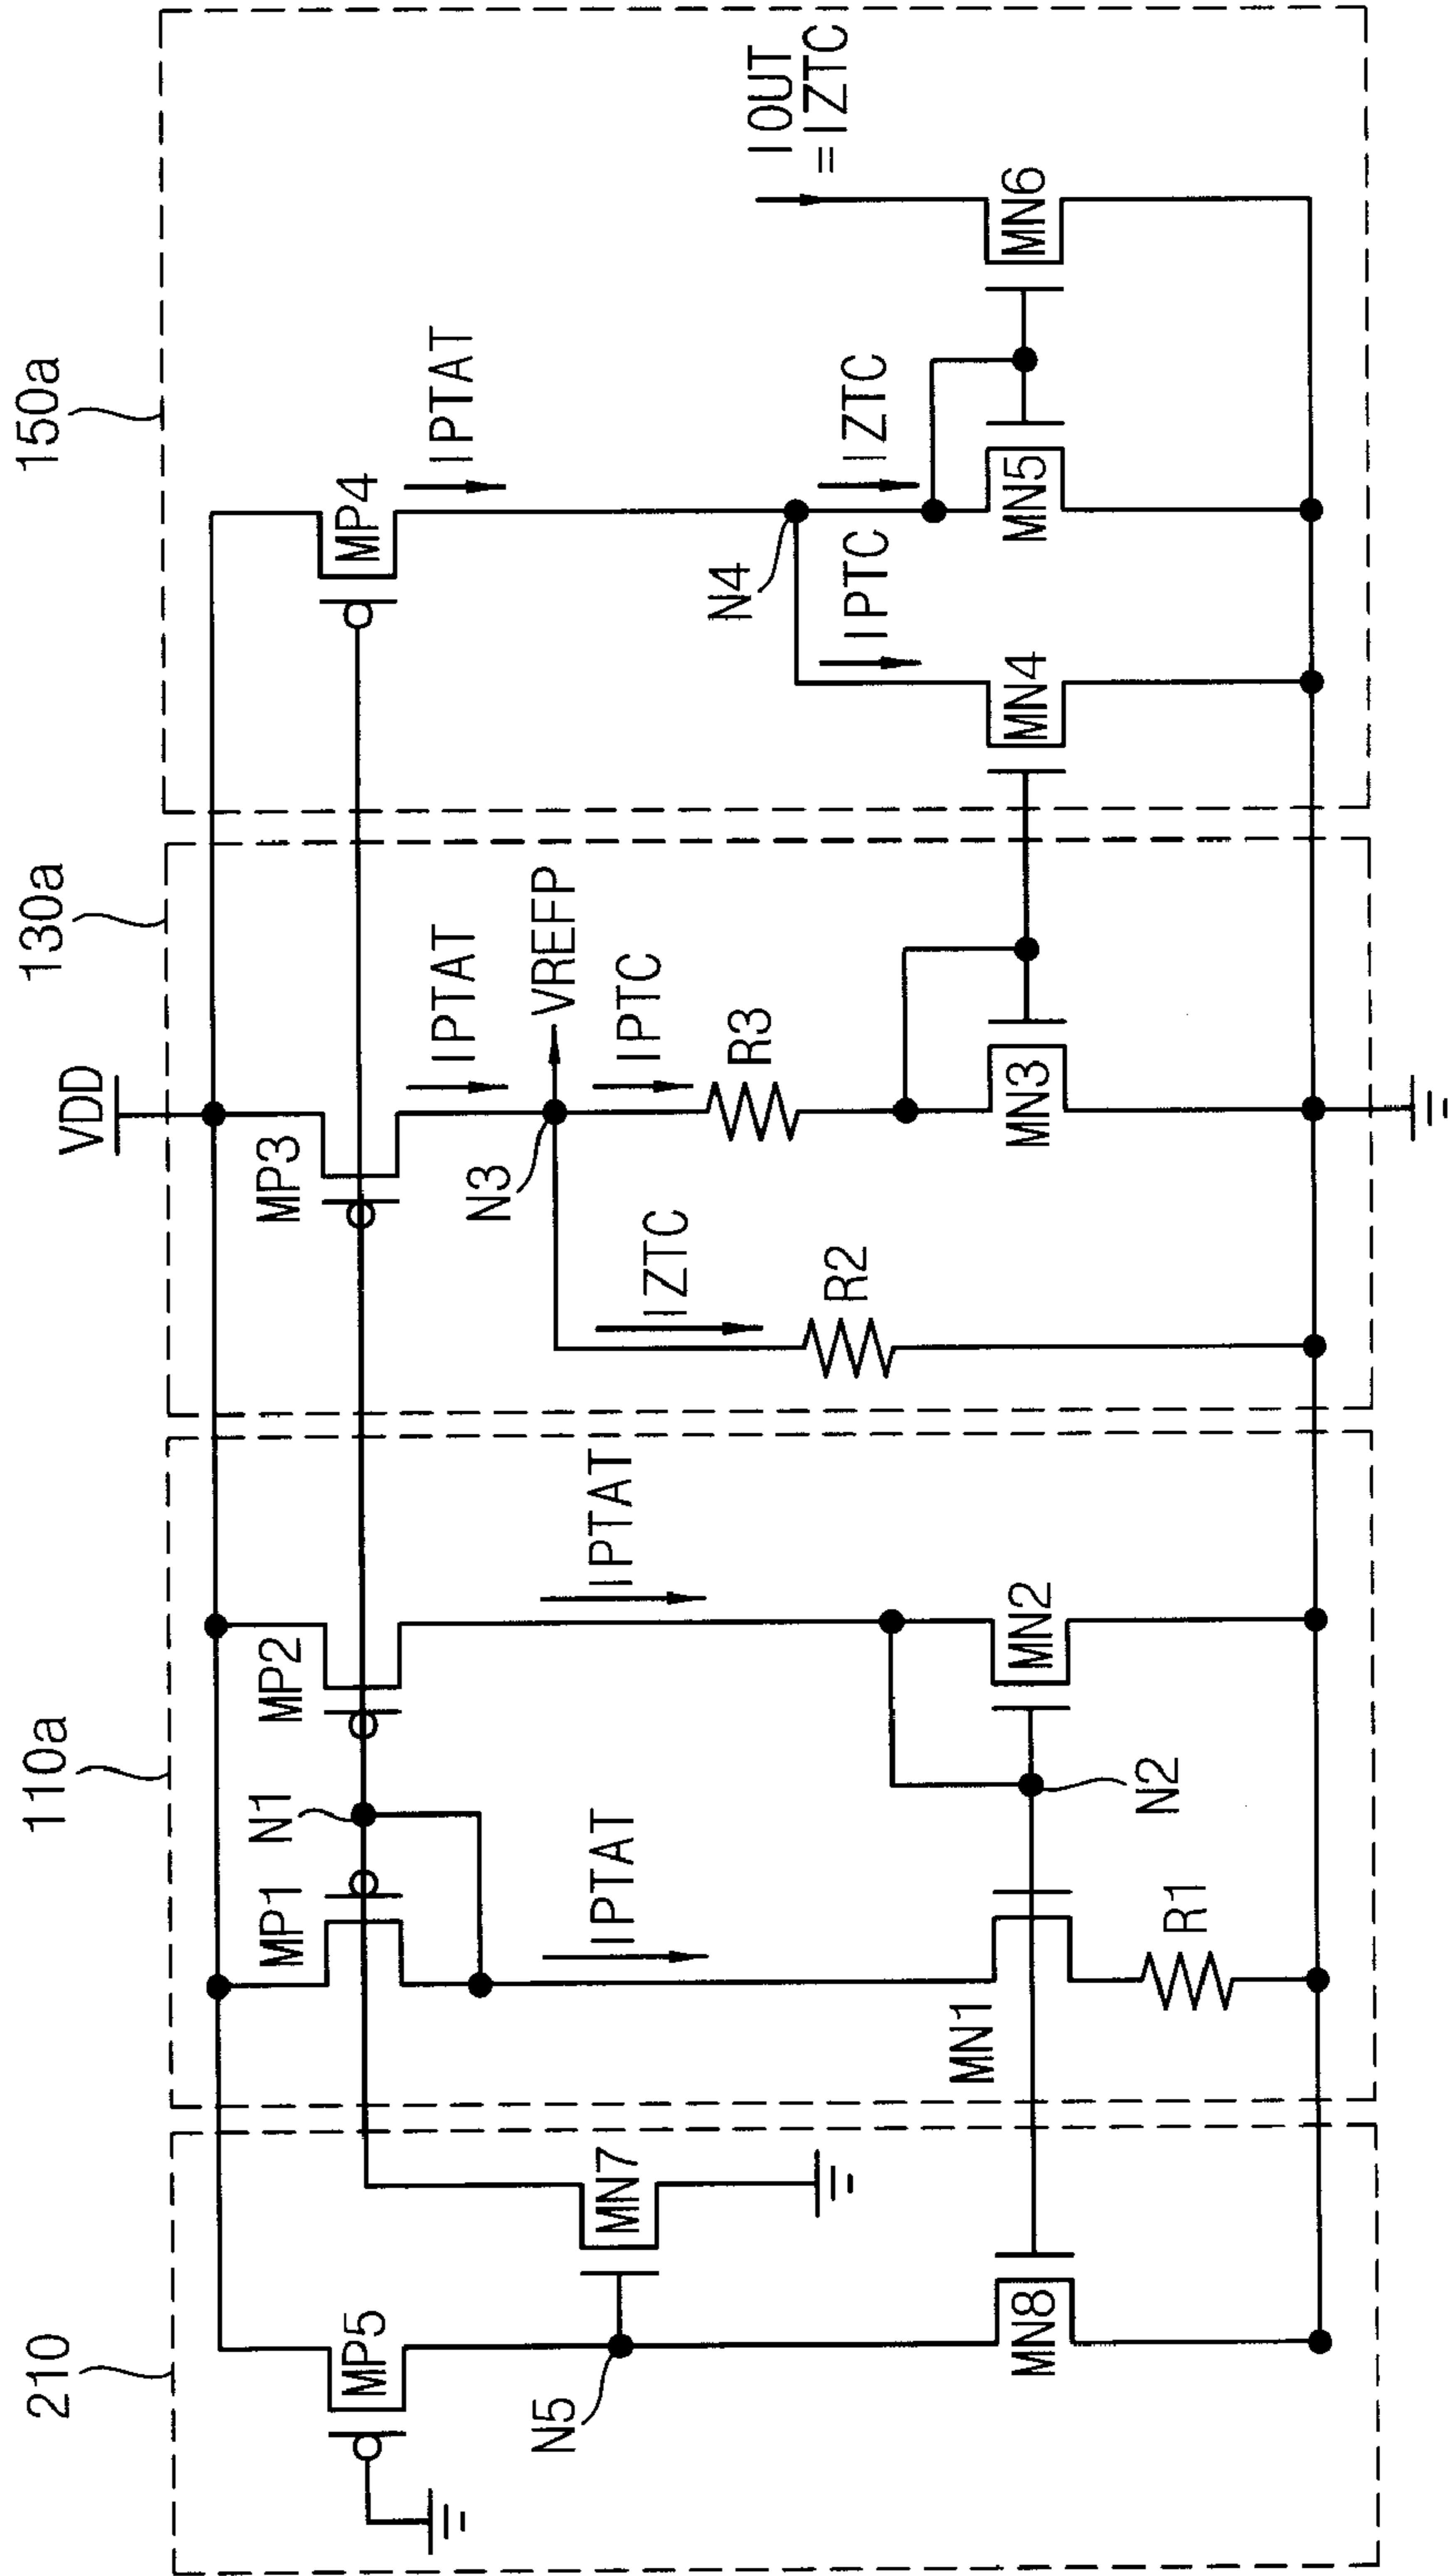 210
110a
130a
150a
VDD
MP5
MP1
N1
MP2
MP3
MP4
IPTAT
IPTAT
N5
MN7
IPTAT
IPTAT
N3
VREFP
IZTC
IPTC
R2
R3
N4
IPTC
IZTC
IOUT
=IZTC
MN8
MN1
MN2
MN3
MN4
MN5
MN6
R1
N2